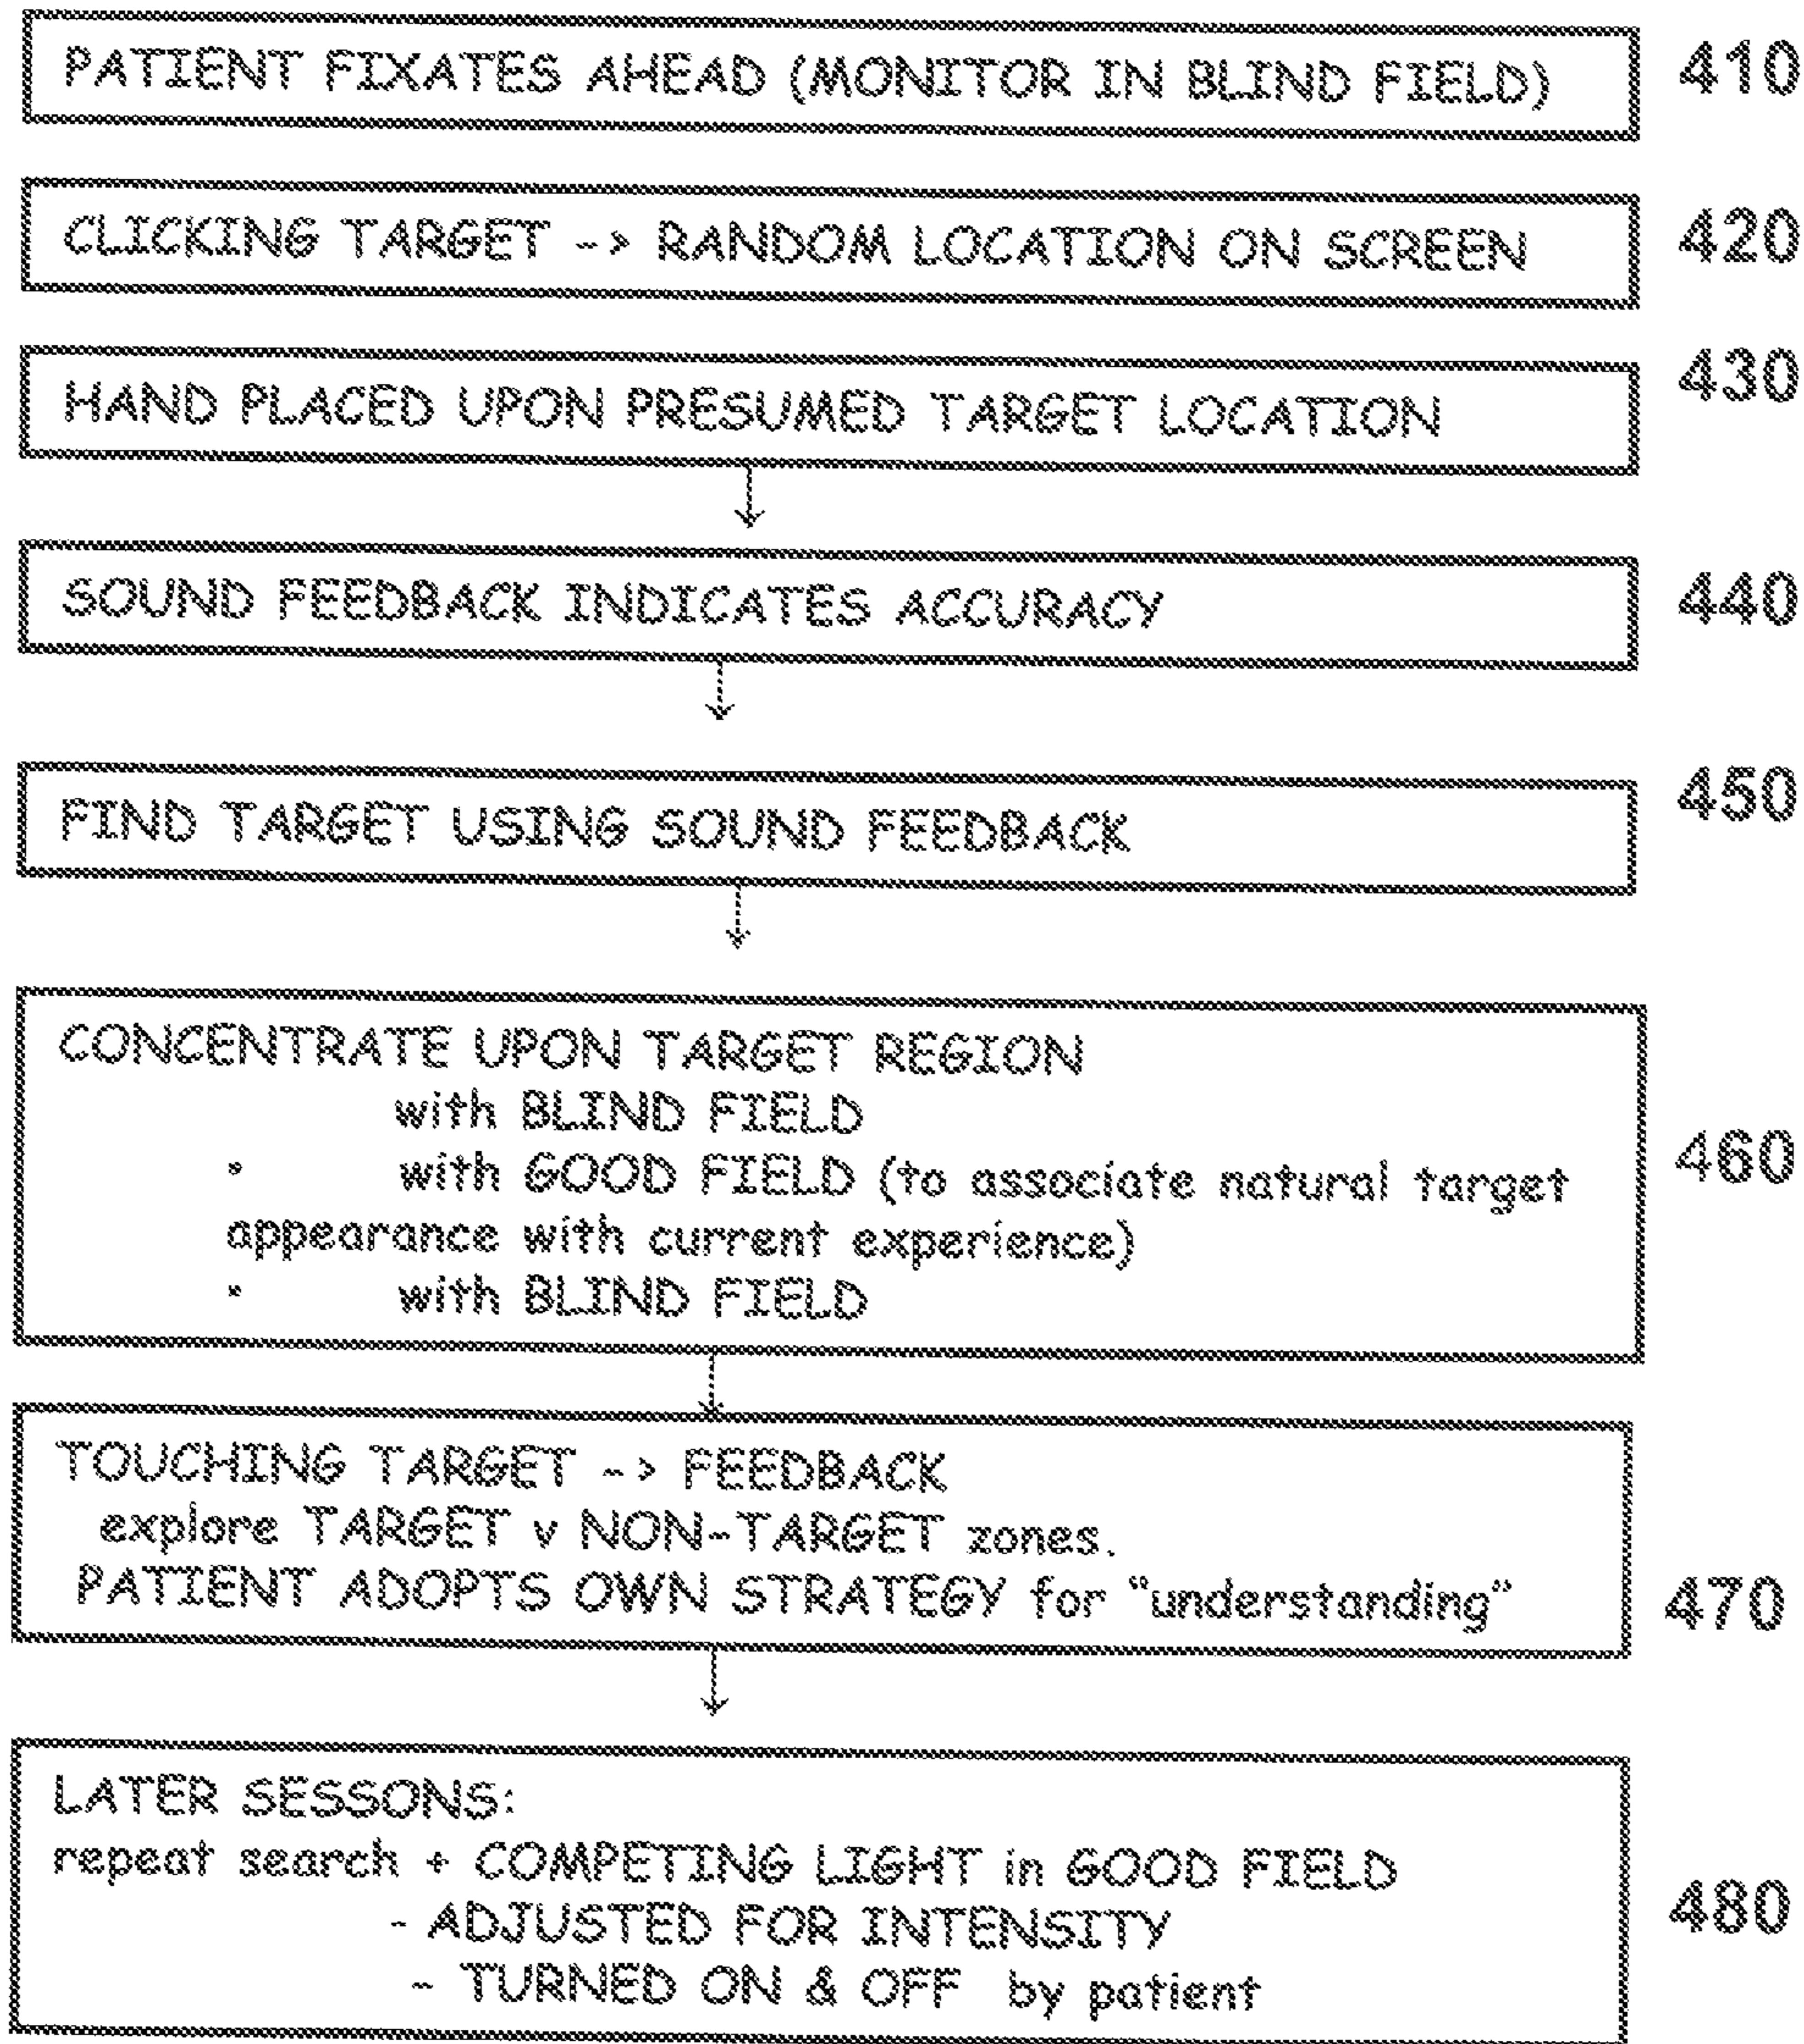 PATIENT FIXATES AHEAD (MONITOR IN BLIND FIELD) 410
CLICKING TARGET -> RANDOM LOCATION ON SCREEN 420
HAND PLACED UPON PRESUMED TARGET LOCATION 430
SOUND FEEDBACK INDICATES ACCURACY 440
FIND TARGET USING SOUND FEEDBACK 450
CONCENTRATE UPON TARGET REGION
with BLIND FIELD
• with GOOD FIELD (to associate natural target 460
appearance with current experience)
• with BLIND FIELD
TOUCHING TARGET -> FEEDBACK
explore TARGET v NON-TARGET zones.
PATIENT ADOPTS OWN STRATEGY for "understanding" 470
LATER SESSONS:
repeat search + COMPETING LIGHT in GOOD FIELD
- ADJUSTED FOR INTENSITY 480
- TURNED ON & OFF by patient